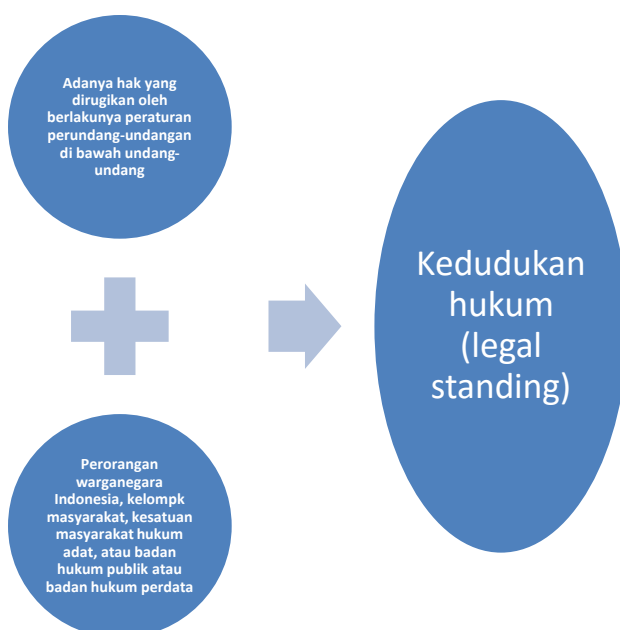 Adanya hak yang
dirugikan oleh
berlakunya peraturan
perundang-undangan
di bawah undang-
undang
Perorangan
warganegara
Indonesia, kelompk
masyarakat, kesatuan
masyarakat hukum
adat, atau badan
hukum publik atau
badan hukum perdata
Kedudukan
hukum
(legal
standing)